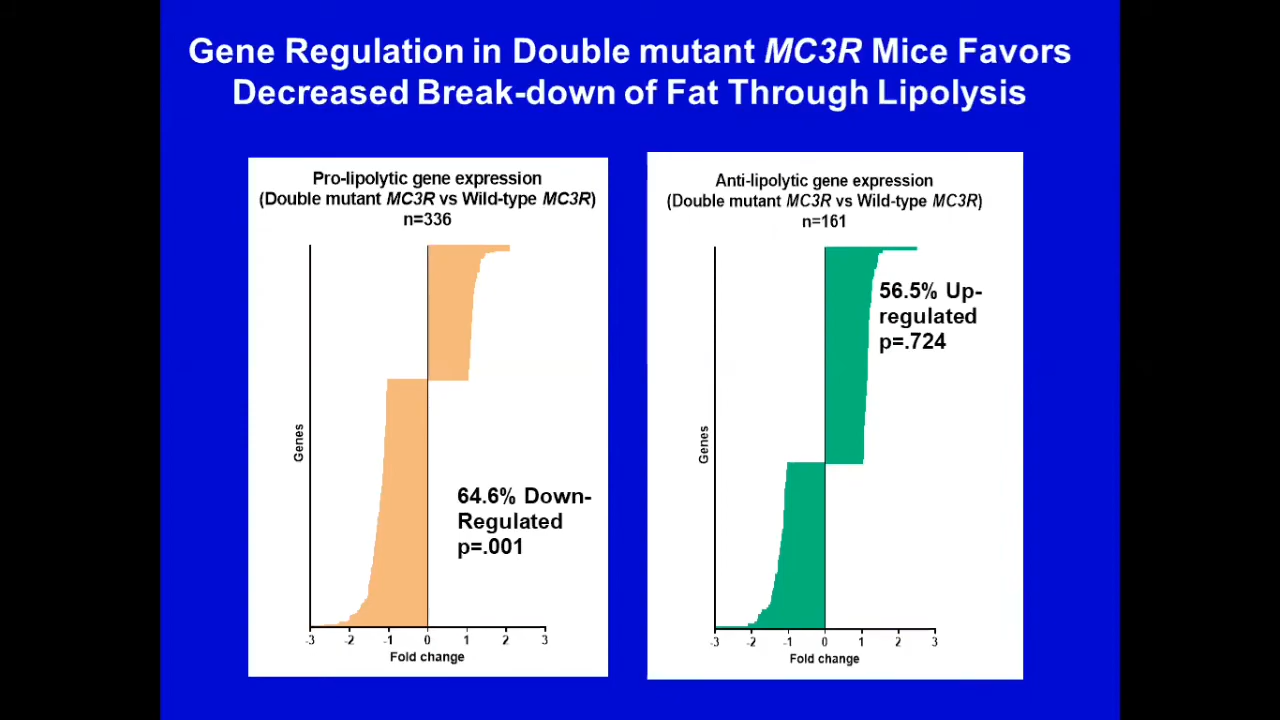 Gene Regulation in Double mutant MC3R Mice Favors
Decreased Break-down of Fat Through Lipolysis
Pro-lipolytic gene expression
(Double mutant MC3R vs Wild-type MC3R)
n=336
Genes
64.6% Down-
Regulated
p=.001
-3 -2 -1 0 1 2 3
Fold change
Anti-lipolytic gene expression
(Double mutant MC3R vs Wild-type MC3R)
n=161
56.5% Up-
regulated
p=.724
Genes
-3 -2 -1 0 1 2 3
Fold change